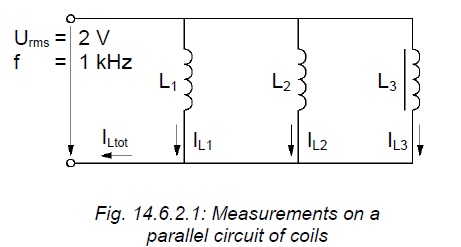 Urms = 2 V
f = 1 kHz
L1
L2
L3
ILtot
IL1
IL2
IL3
Fig. 14.6.2.1: Measurements on a
parallel circuit of coils